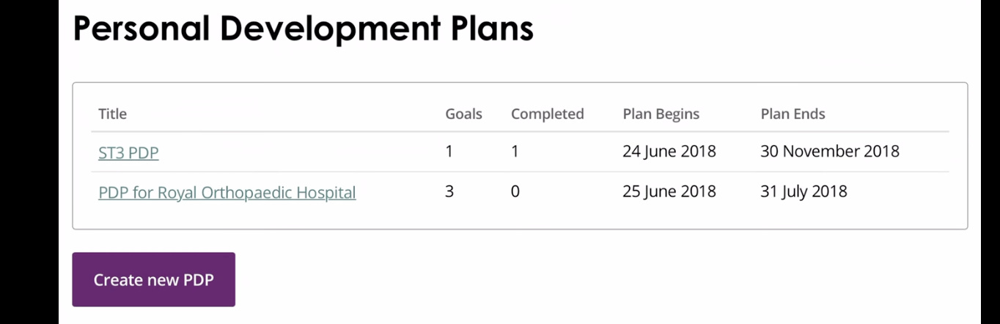 Personal Development Plans
Title Goals Completed Plan Begins Plan Ends
ST3 PDP 1 1 24 June 2018 30 November 2018
PDP for Royal Orthopaedic Hospital 3 0 25 June 2018 31 July 2018
Create new PDP